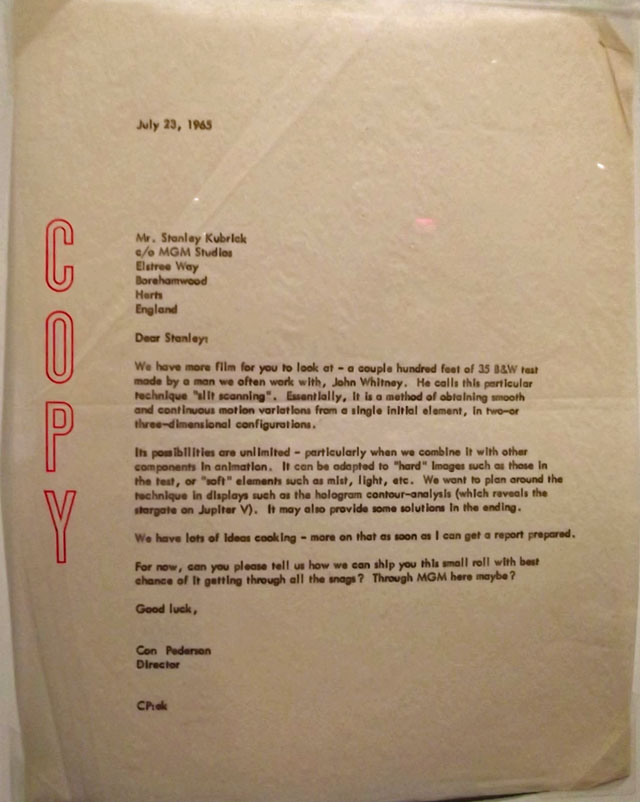 July 23, 1965
COPY
Mr. Stanley Kubrick
c/o MGM Studios
Elstree Way
Borehamwood
Herts
England
Dear Stanley:
We have more film for you to look at - a couple hundred feet of 35 B&W test
made by a man we often work with, John Whitney. He calls this particular
technique "slit scanning". Essentially, it is a method of obtaining smooth
and continuous motion variations from a single initial element, in two-or
three-dimensional configurations.
Its possibilities are unlimited - particularly when we combine it with other
components in animation. It can be adapted to "hard" images such as those in
the test, or "soft" elements such as mist, light, etc. We want to plan around the
technique in displays such as the hologram contour-analysis (which reveals the
stargate on Jupiter V). It may also provide some solutions in the ending.
We have lots of ideas cooking - more on that as soon as I can get a report prepared.
For now, can you please tell us how we can ship you this small roll with best
chance of it getting through all the snags? Through MGM here maybe?
Good luck,
Con Pederson
Director
CP:ek